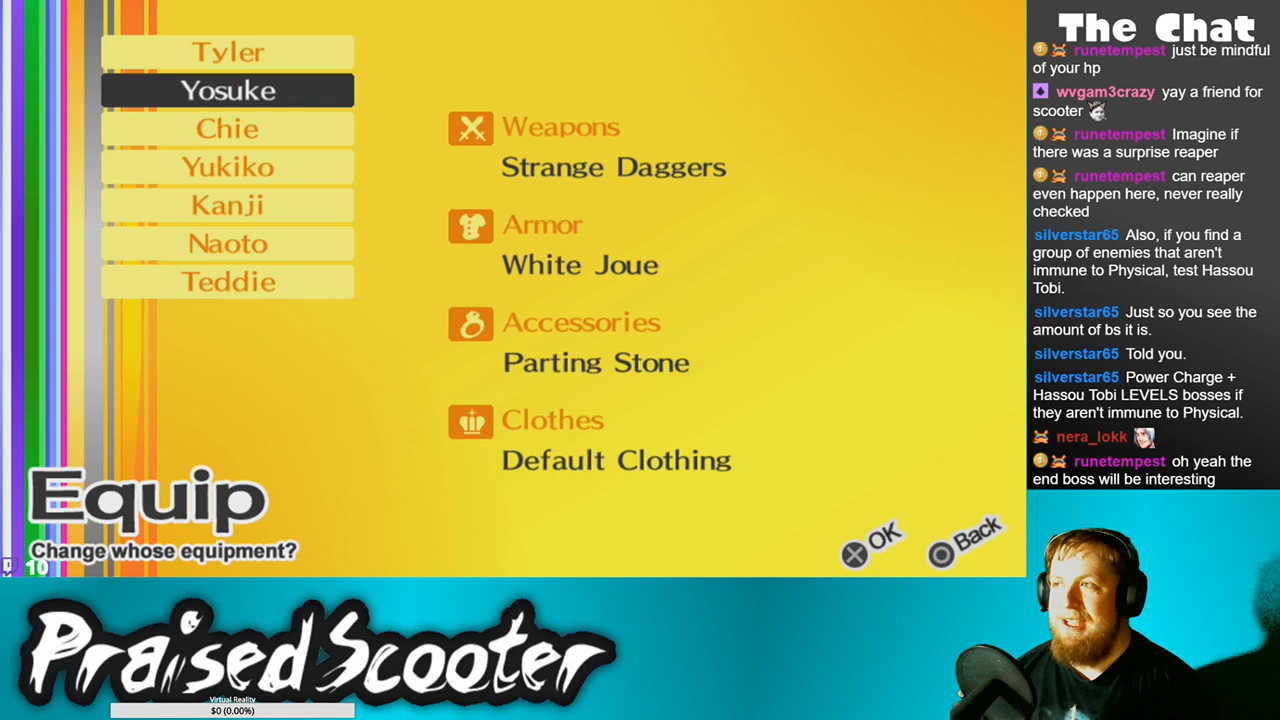 Tyler
Yosuke
Chie
Yukiko
Kanji
Naoto
Teddie
Weapons
Strange Daggers
Armor
White Joue
Accessories
Parting Stone
Clothes
Default Clothing
Equip
Change whose equipment?
OK
Back
10
The Chat
runetempest just be mindful
of your hp
wvgam3crazy yay a friend for
scooter
runetempest Imagine if
there was a surprise reaper
runetempest can reaper
even happen here, never really
checked
silverstar65 Also, if you find a
group of enemies that aren't
immune to Physical, test Hassou
Tobi.
silverstar65 Just so you see the
amount of bs it is.
silverstar65 Told you.
silverstar65 Power Charge +
Hassou Tobi LEVELS bosses if
they aren't immune to Physical.
nera_lokk
runetempest oh yeah the
end boss will be interesting
PraisedScooter
Virtual Reality
$0 (0.00%)